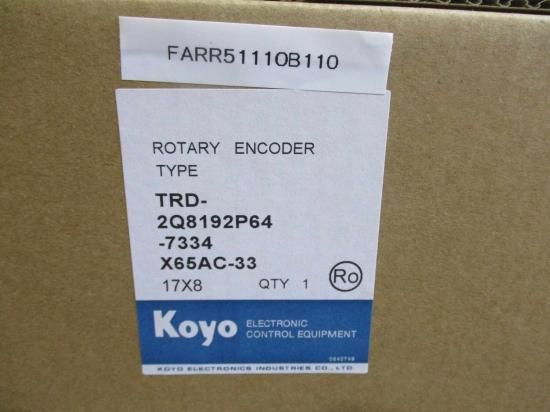 FARR51110B110
ROTARY ENCODER
TYPE
TRD-
2Q8192P64
-7334
X65AC-33
17X8 QTY 1 Ro
Koyo ELECTRONIC
CONTROL EQUIPMENT
KOYO ELECTRONICS INDUSTRIES CO., LTD.